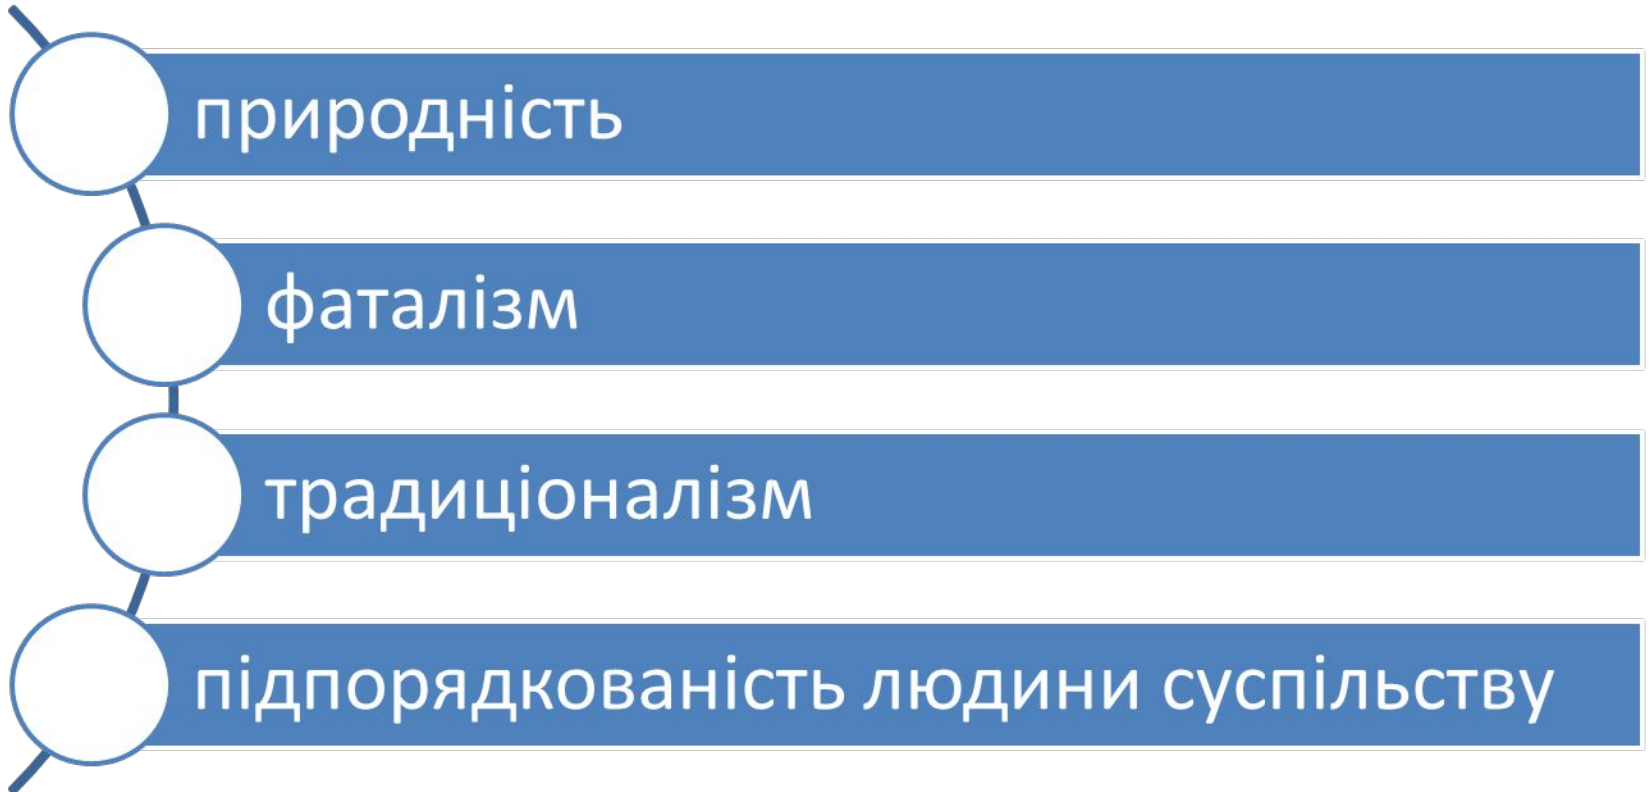 природність
фаталізм
традиціоналізм
підпорядкованість людини суспільству